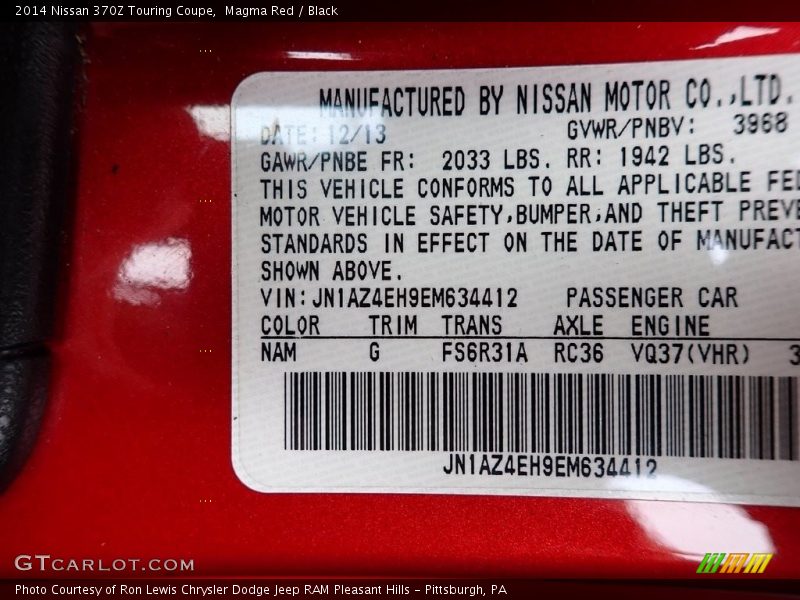 2014 Nissan 370Z Touring Coupe,  Magma Red / Black
MANUFACTURED BY NISSAN MOTOR CO.,LTD.
DATE: 12/13 GVWR/PNBV: 3968
GAWR/PNBE FR: 2033 LBS. RR: 1942 LBS.
THIS VEHICLE CONFORMS TO ALL APPLICABLE FED
MOTOR VEHICLE SAFETY,BUMPER,AND THEFT PREVE
STANDARDS IN EFFECT ON THE DATE OF MANUFACT
SHOWN ABOVE.
VIN:JN1AZ4EH9EM634412 PASSENGER CAR
COLOR TRIM TRANS AXLE ENGINE
NAM G FS6R31A RC36 VQ37(VHR) 3
JN1AZ4EH9EM634412
GTCARLOT.COM
Photo Courtesy of Ron Lewis Chrysler Dodge Jeep RAM Pleasant Hills – Pittsburgh, PA